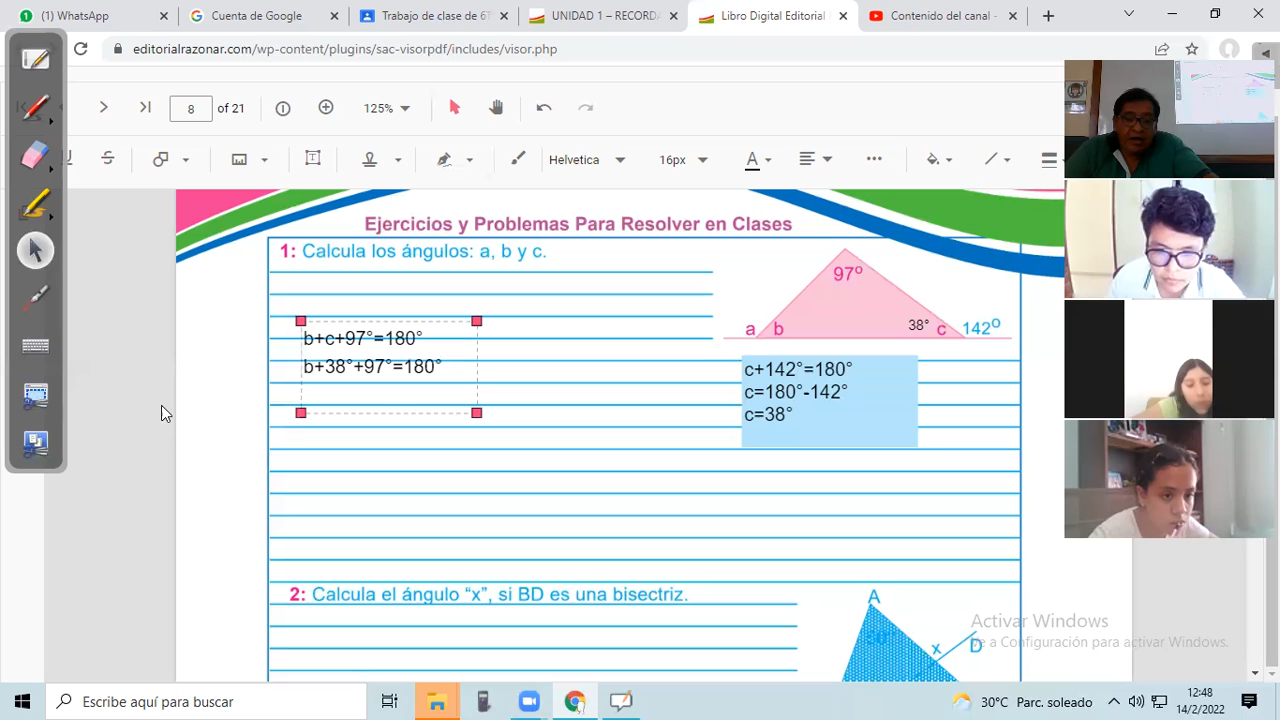 (1) WhatsApp
Cuenta de Google
Trabajo de clase de 6T
UNIDAD 1 – RECORDA
Libro Digital Editorial
Contenido del canal -
editorialrazonar.com/wp-content/plugins/sac-visorpdf/includes/visor.php
8 of 21
125%
Helvetica
16px
Ejercicios y Problemas Para Resolver en Clases
1: Calcula los ángulos: a, b y c.
97º
a b 38° c 142º
b+c+97°=180°
b+38°+97°=180°
c+142°=180°
c=180°-142°
c=38°
2: Calcula el ángulo “x”, si BD es una bisectriz.
A
x
D
Activar Windows
Ve a Configuración para activar Windows.
Escribe aquí para buscar
30°C Parc. soleado
12:48
14/2/2022